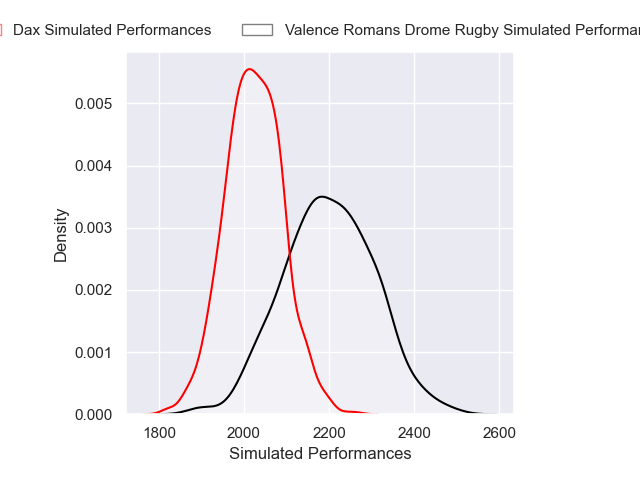 Dax Simulated Performances Valence Romans Drome Rugby Simulated
0.005
0.004
0.003
0.002
0.001
0.000
Density
1800 2000 2200 2400 2600
Simulated Performances